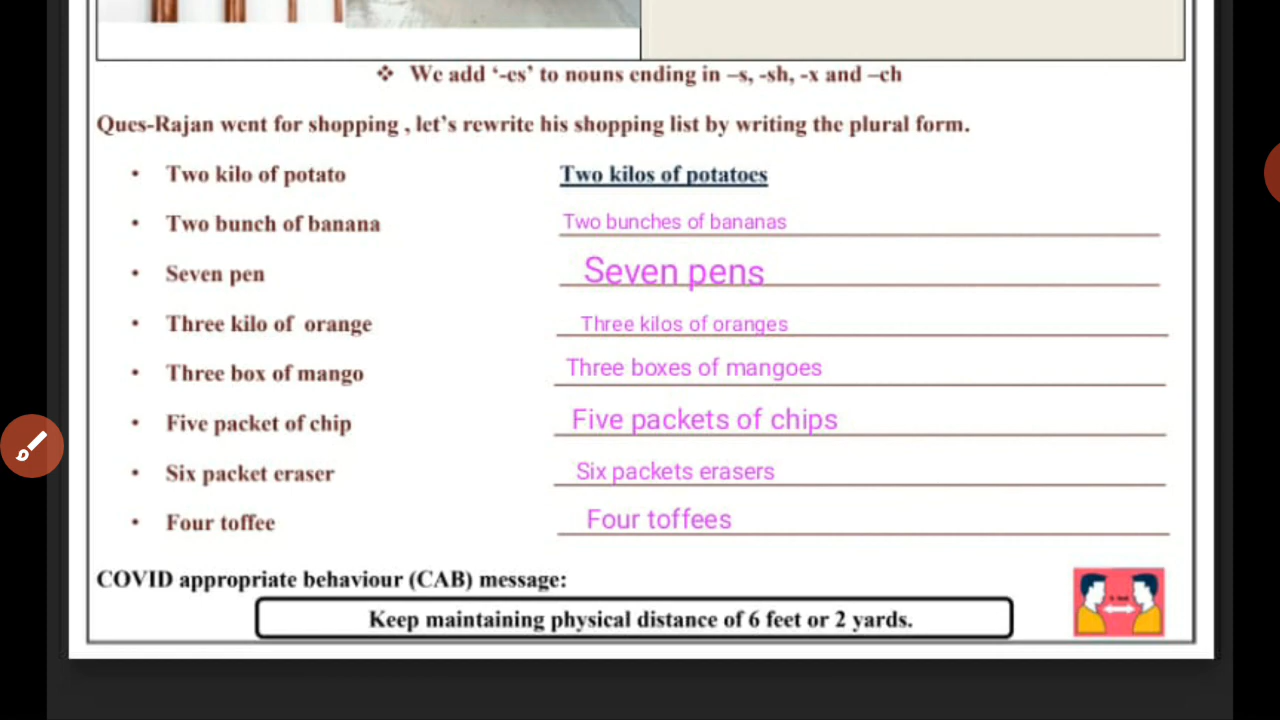 ❖ We add ‘-es’ to nouns ending in –s, -sh, -x and –ch
Ques-Rajan went for shopping , let’s rewrite his shopping list by writing the plural form.
• Two kilo of potato Two kilos of potatoes
• Two bunch of banana Two bunches of bananas
• Seven pen Seven pens
• Three kilo of orange Three kilos of oranges
• Three box of mango Three boxes of mangoes
• Five packet of chip Five packets of chips
• Six packet eraser Six packets erasers
• Four toffee Four toffees
COVID appropriate behaviour (CAB) message:
Keep maintaining physical distance of 6 feet or 2 yards.